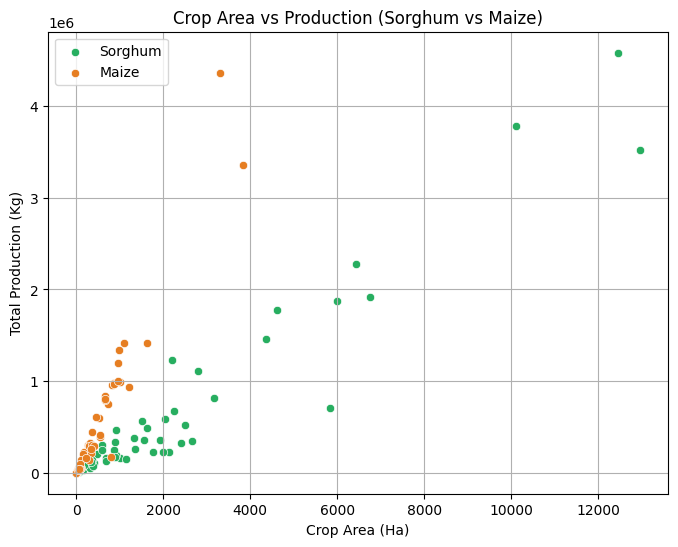 Crop Area vs Production (Sorghum vs Maize)
1e6
Sorghum
Maize
4
3
2
1
0
Total Production (Kg)
0 2000 4000 6000 8000 10000 12000
Crop Area (Ha)